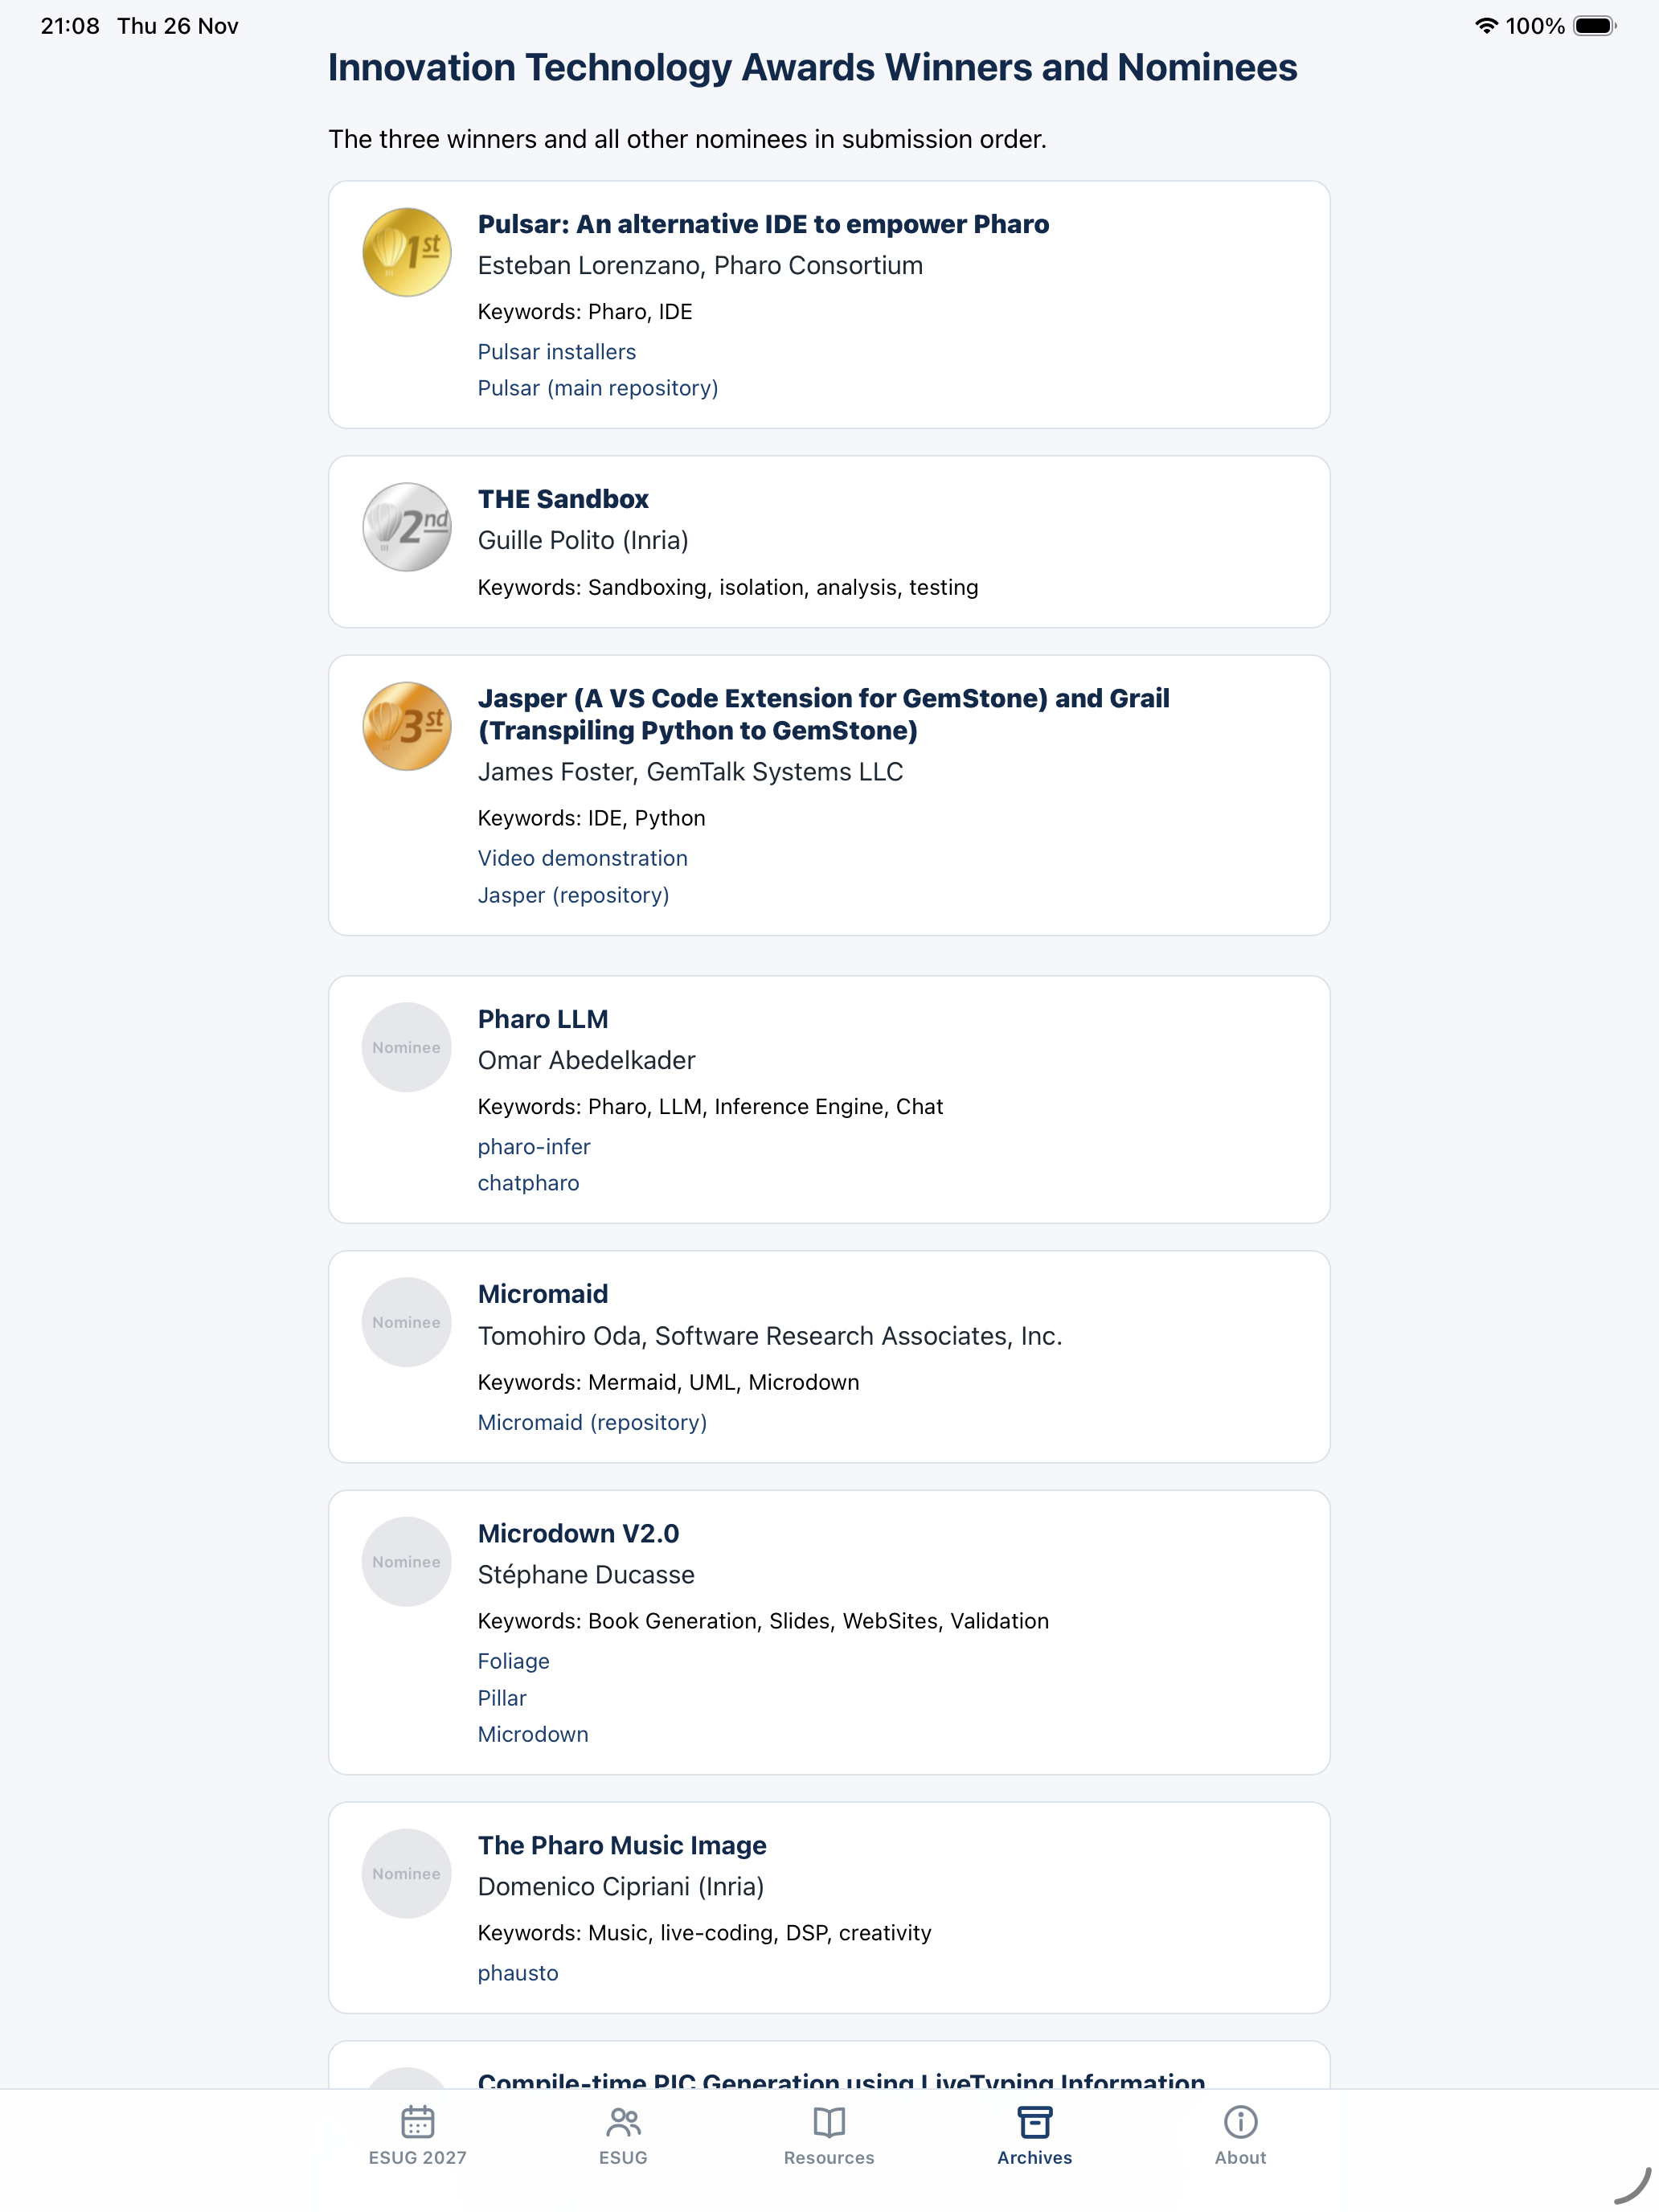 21:08 Thu 26 Nov
100%
Innovation Technology Awards Winners and Nominees
The three winners and all other nominees in submission order.
1st
Pulsar: An alternative IDE to empower Pharo
Esteban Lorenzano, Pharo Consortium
Keywords: Pharo, IDE
Pulsar installers
Pulsar (main repository)
2nd
THE Sandbox
Guille Polito (Inria)
Keywords: Sandboxing, isolation, analysis, testing
3st
Jasper (A VS Code Extension for GemStone) and Grail
(Transpiling Python to GemStone)
James Foster, GemTalk Systems LLC
Keywords: IDE, Python
Video demonstration
Jasper (repository)
Nominee
Pharo LLM
Omar Abedelkader
Keywords: Pharo, LLM, Inference Engine, Chat
pharo-infer
chatpharo
Nominee
Micromaid
Tomohiro Oda, Software Research Associates, Inc.
Keywords: Mermaid, UML, Microdown
Micromaid (repository)
Nominee
Microdown V2.0
Stéphane Ducasse
Keywords: Book Generation, Slides, WebSites, Validation
Foliage
Pillar
Microdown
Nominee
The Pharo Music Image
Domenico Cipriani (Inria)
Keywords: Music, live-coding, DSP, creativity
phausto
Compile-time PIC Generation using LiveTyping Information
ESUG 2027
ESUG
Resources
Archives
About